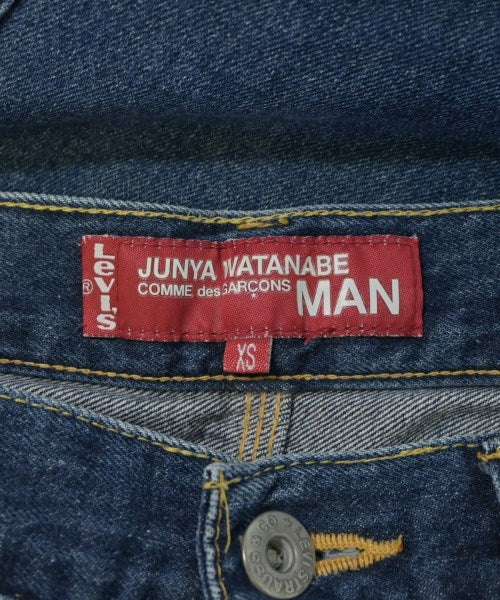 LEVI'S
®
JUNYA WATANABE
COMME des GARÇONS
MAN
XS
LEVI STRAUSS & CO